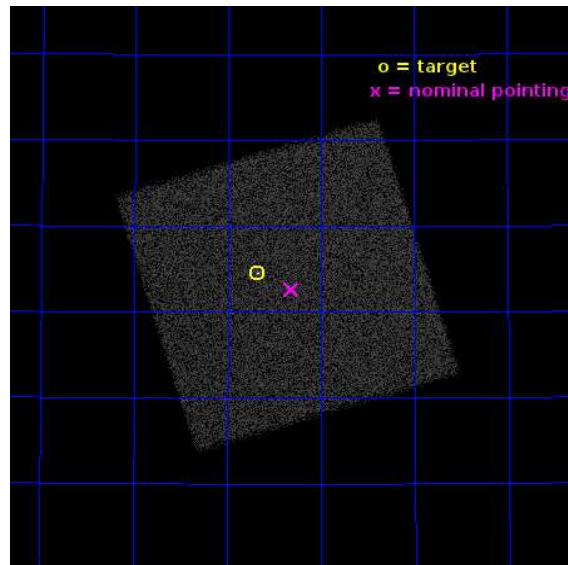 o = target
x = nominal pointing